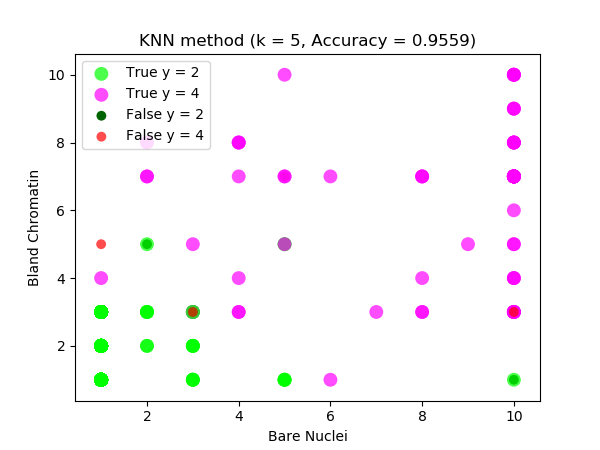 KNN method (k = 5, Accuracy = 0.9559)
True y = 2
True y = 4
False y = 2
False y = 4
10
8
6
4
2
Bland Chromatin
2 4 6 8 10
Bare Nuclei